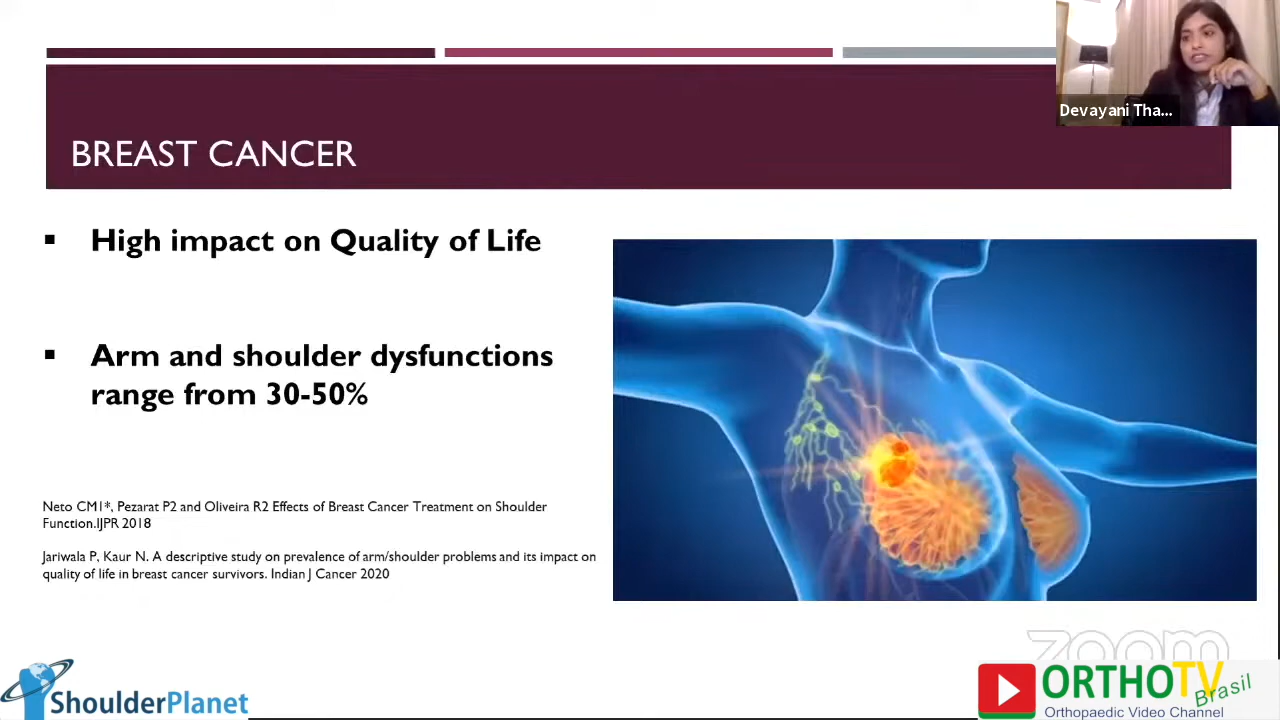 Devayani Tha...
BREAST CANCER
▪ High impact on Quality of Life
▪ Arm and shoulder dysfunctions
range from 30-50%
Neto CM1*, Pezarat P2 and Oliveira R2 Effects of Breast Cancer Treatment on Shoulder
Function.IJPR 2018
Jariwala P, Kaur N. A descriptive study on prevalence of arm/shoulder problems and its impact on
quality of life in breast cancer survivors. Indian J Cancer 2020
zoom
ShoulderPlanet
ORTHOTV
Brasil
Orthopaedic Video Channel